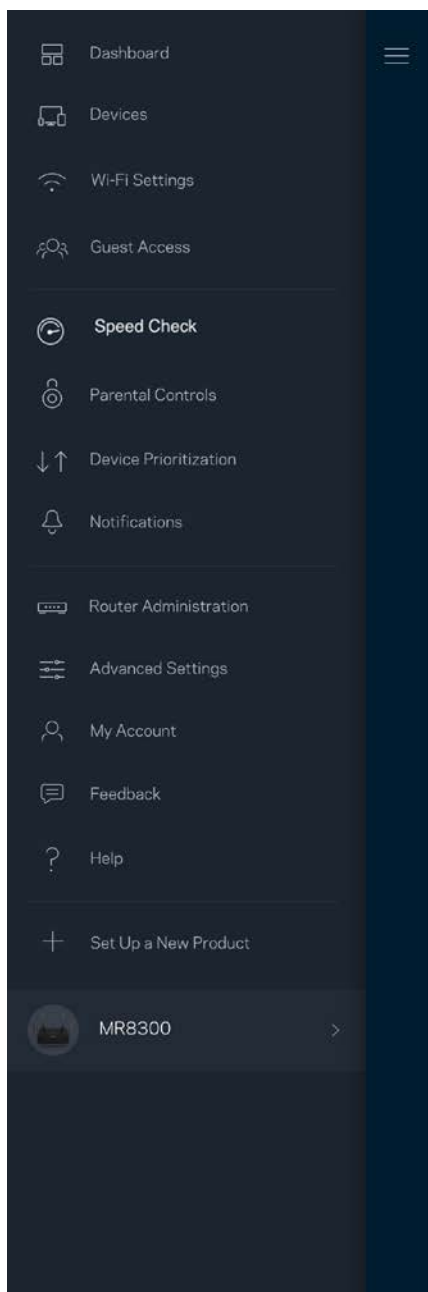 Dashboard
Devices
Wi-Fi Settings
Guest Access
Speed Check
Parental Controls
Device Prioritization
Notifications
Router Administration
Advanced Settings
My Account
Feedback
Help
Set Up a New Product
MR8300